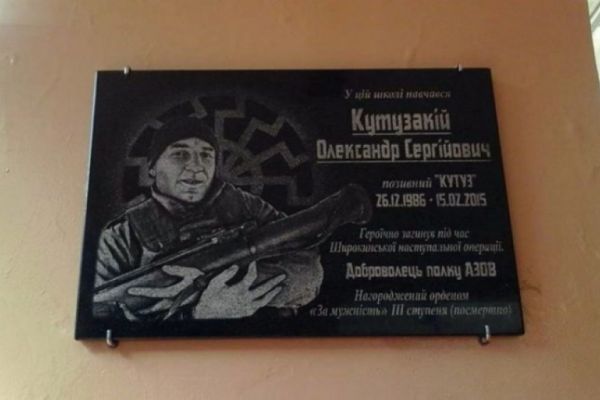 У цій школі навчався
Кутузакій
Олександр Сергійович
позивний "КУТУЗ"
26.12.1986 - 15.02.2015
Героїчно загинув під час
Широкинської наступальної операції.
Доброволець полку АЗОВ
Нагороджений орденом
«За мужність» ІІІ ступеня (посмертно)